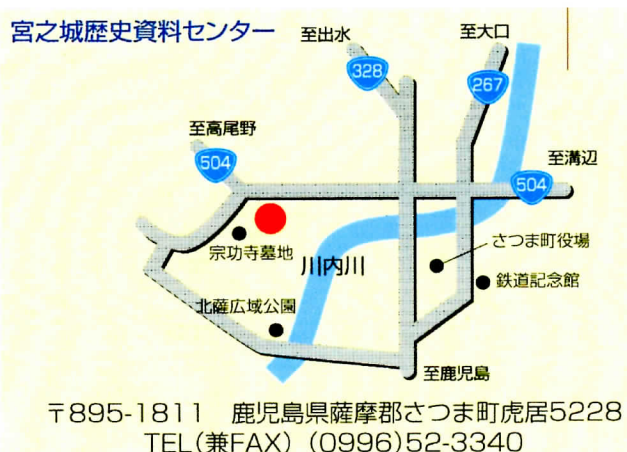 宮之城歴史資料センター
至出水
至大口
328
267
至高尾野
504
至溝辺
504
さつま町役場
宗功寺墓地
川内川
鉄道記念館
北薩広域公園
至鹿児島
〒895-1811 鹿児島県薩摩郡さつま町虎居5228
TEL(兼FAX) (0996)52-3340